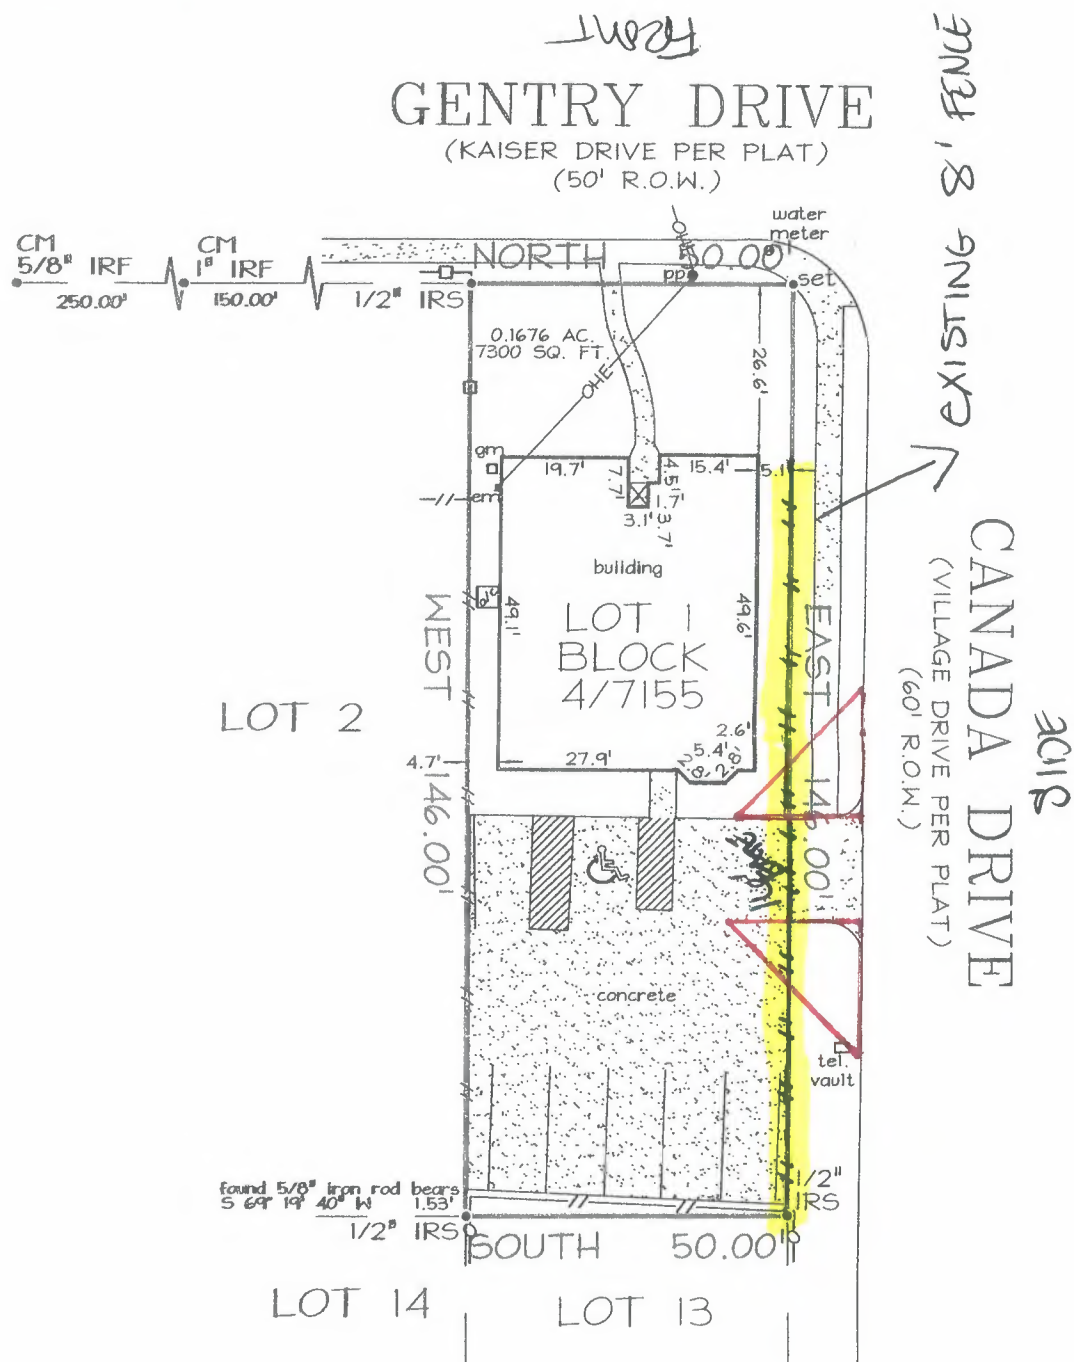 FRONT
GENTRY DRIVE
(KAISER DRIVE PER PLAT)
(50' R.O.W.)
EXISTING 8' FENCE
water
meter
CM
5/8" IRF
250.00'
CM
1" IRF
150.00'
1/2" IRS
NORTH 50.00'
OHE
pp
set
0.1676 AC.
7300 SQ. FT.
OHE
26.6'
gm
em
19.7'
7.7'
4.5'
1.7'
3.1'
3.7'
15.4'
5.1'
building
LOT 1
BLOCK
4/7155
49.1'
49.6'
WEST 146.00'
EAST 146.00'
CANADA DRIVE
(VILLAGE DRIVE PER PLAT)
(60' R.O.W.)
SIDE
LOT 2
4.7'
27.9'
2.8'
5.4'
2.8'
2.6'
concrete
tel.
vault
found 5/8" iron rod bears
S 69° 19' 40" W 1.53'
1/2" IRS
1/2"
IRS
SOUTH 50.00'
LOT 14
LOT 13